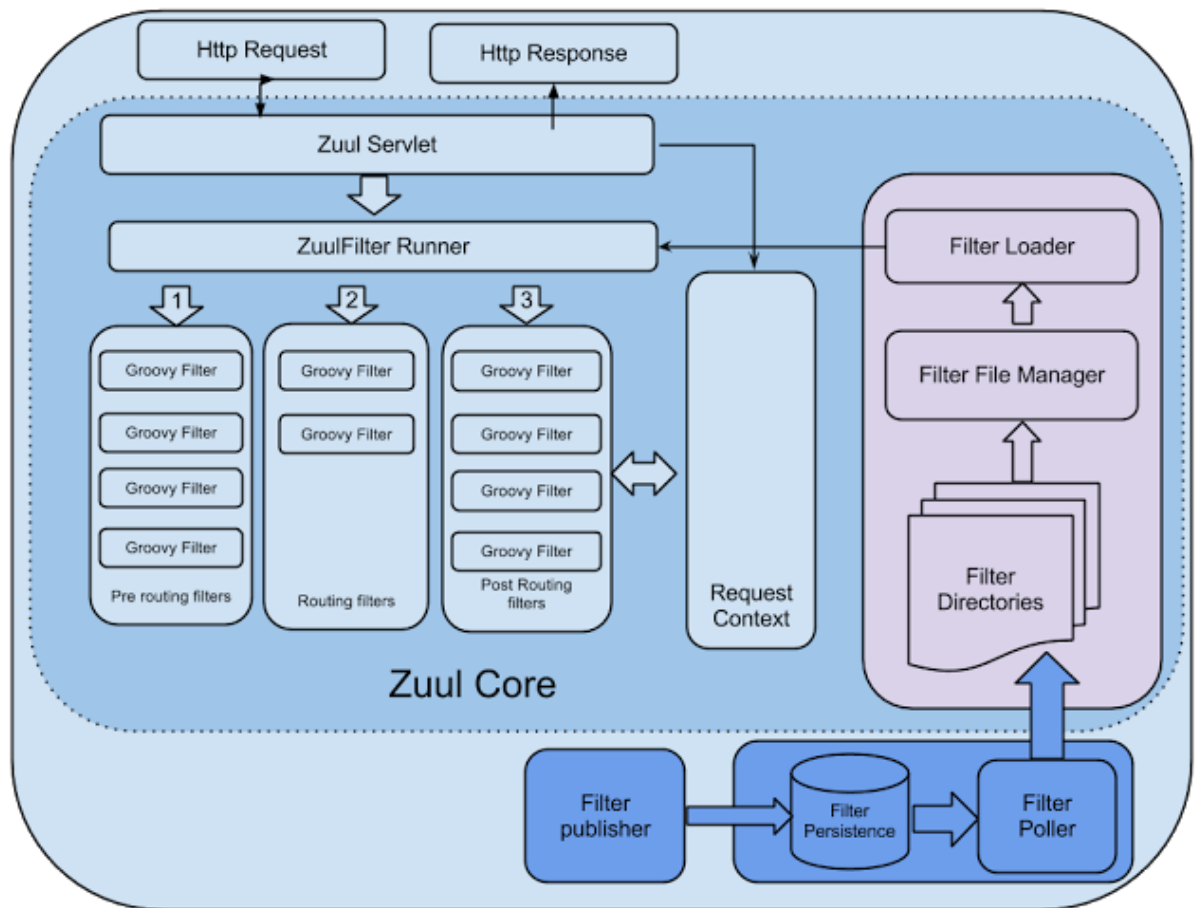 Http Request
Http Response
Zuul Servlet
ZuulFilter Runner
Filter Loader
1
2
3
Groovy Filter
Groovy Filter
Groovy Filter
Groovy Filter
Pre routing filters
Groovy Filter
Groovy Filter
Routing filters
Groovy Filter
Groovy Filter
Groovy Filter
Groovy Filter
Post Routing
filters
Request
Context
Filter File Manager
Filter
Directories
Zuul Core
Filter
publisher
Filter
Persistence
Filter
Poller